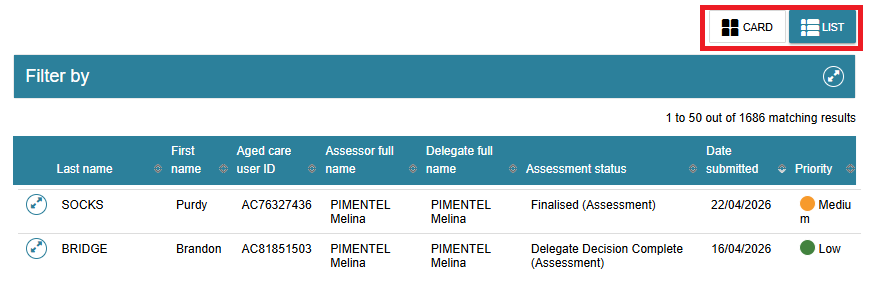 CARD LIST
Filter by
1 to 50 out of 1686 matching results
Last name First name Aged care user ID Assessor full name Delegate full name Assessment status Date submitted Priority
SOCKS Purdy AC76327436 PIMENTEL Melina PIMENTEL Melina Finalised (Assessment) 22/04/2026 Medium
BRIDGE Brandon AC81851503 PIMENTEL Melina PIMENTEL Melina Delegate Decision Complete (Assessment) 16/04/2026 Low